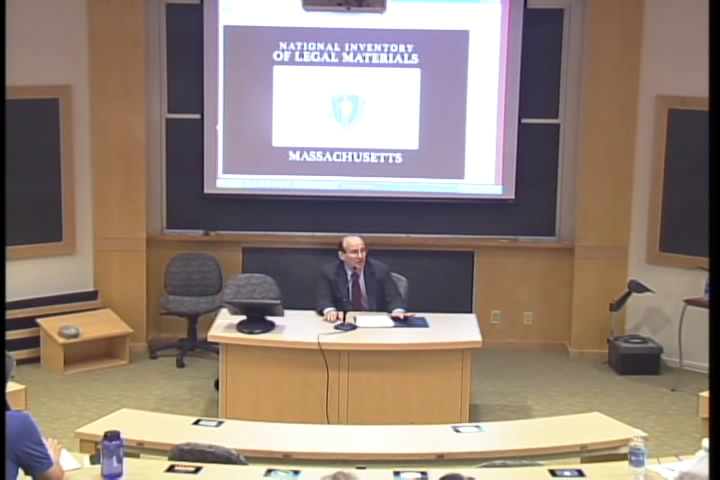 NATIONAL INVENTORY
OF LEGAL MATERIALS
MASSACHUSETTS